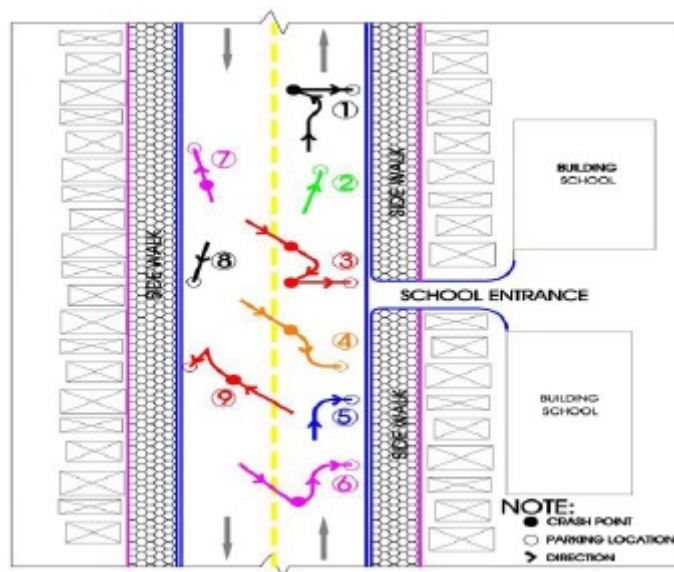 ①
⑦
②
BUILDING
SCHOOL
SIDE WALK
SIDE WALK
③
⑧
SCHOOL ENTRANCE
④
⑨
⑤
BUILDING
SCHOOL
SIDE WALK
⑥
NOTE:
CRASH POINT
PARKING LOCATION
DIRECTION